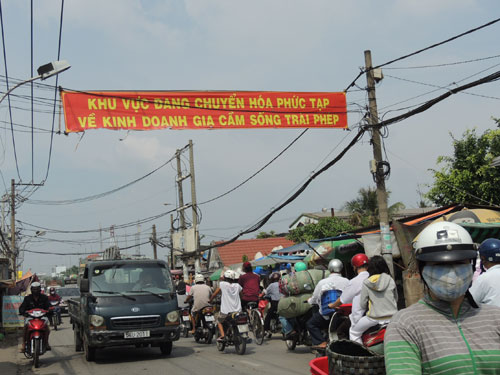 KHU VỰC ĐANG CHUYỂN HÓA PHỨC TẠP
VỀ KINH DOANH GIA CẦM SỐNG TRÁI PHÉP